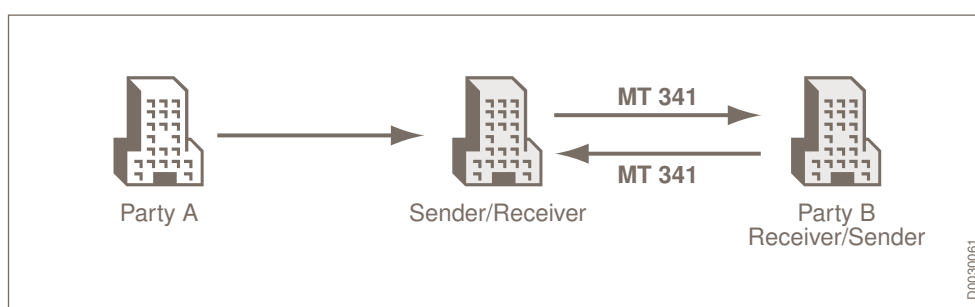 MT 341
MT 341
Party A
Sender/Receiver
Party B
Receiver/Sender
D0030061